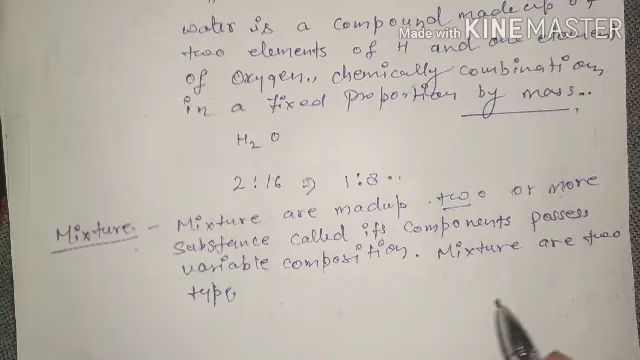 water is a compound made up of
Made with KINEMASTER
two elements of H and one
of Oxygen,, chemically combination
in a fixed proportion by mass...
H2O
2:16 ⇒ 1:8..
Mixture - Mixture are madup two or more
substance called its components possess
variable composition. Mixture are two
type,